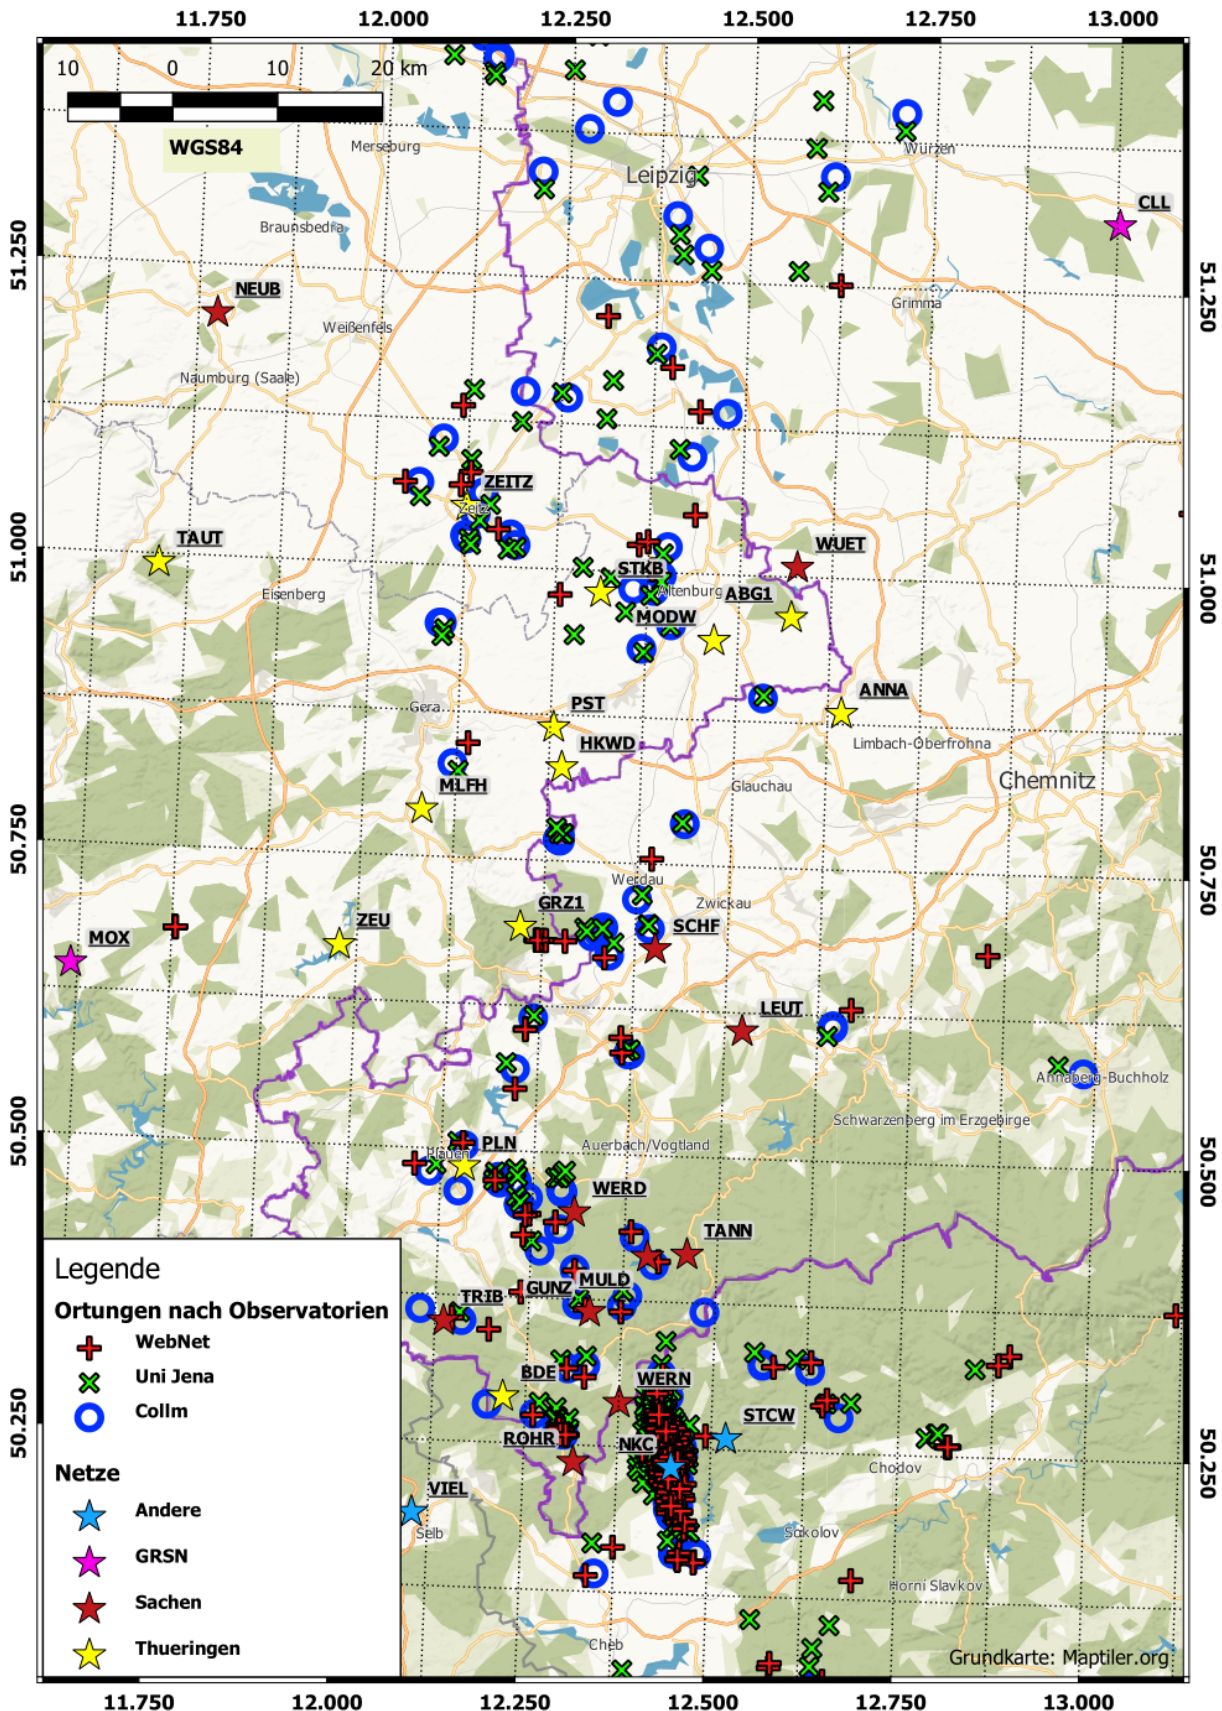 11.750 12.000 12.250 12.500 12.750 13.000
10 0 10 20 km
WGS84
Merseburg
Leipzig
Wurzen
CLL
Braunsbedra
51.250
51.250
NEUB
Grimma
Weißenfels
Naumburg (Saale)
ZEITZ
Zeitz
TAUT
WUET
51.000
51.000
STKB
Altenburg
ABG1
Eisenberg
MODW
ANNA
Gera
PST
HKWD
Limbach-Oberfrohna
MLFH
Glauchau
Chemnitz
50.750
50.750
Werdau
Zwickau
GRZ1
ZEU
SCHF
MOX
LEUT
Annaberg-Buchholz
Schwarzenberg im Erzgebirge
50.500
50.500
PLN
Auerbach/Vogtland
Plauen
WERD
TANN
GUNZ
MULD
TRIB
BDE
WERN
STCW
ROHR
NKC
50.250
50.250
Chodov
VIEL
Selb
Sokolov
Horní Slavkov
Cheb
Grundkarte: Maptiler.org
Legende
Ortungen nach Observatorien
WebNet
Uni Jena
Collm
Netze
Andere
GRSN
Sachen
Thueringen
11.750 12.000 12.250 12.500 12.750 13.000